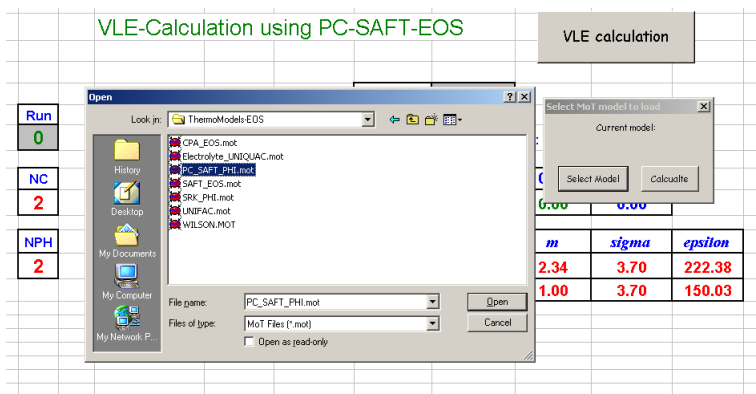 VLE-Calculation using PC-SAFT-EOS
VLE calculation
Run
0
NC
2
NPH
2
Open
Look in:
ThermoModels-EOS
History
Desktop
My Documents
My Computer
My Network P...
CPA_EOS.mot
Electrolyte_UNIQUAC.mot
PC_SAFT_PHI.mot
SAFT_EOS.mot
SRK_PHI.mot
UNIFAC.mot
WILSON.MOT
File name:
PC_SAFT_PHI.mot
Open
Files of type:
MoT Files (*.mot)
Cancel
Open as read-only
Select MoT model to load
Current model:
Select Model
Calcualte
0.00 0.00
m sigma epsilon
2.34 3.70 222.38
1.00 3.70 150.03